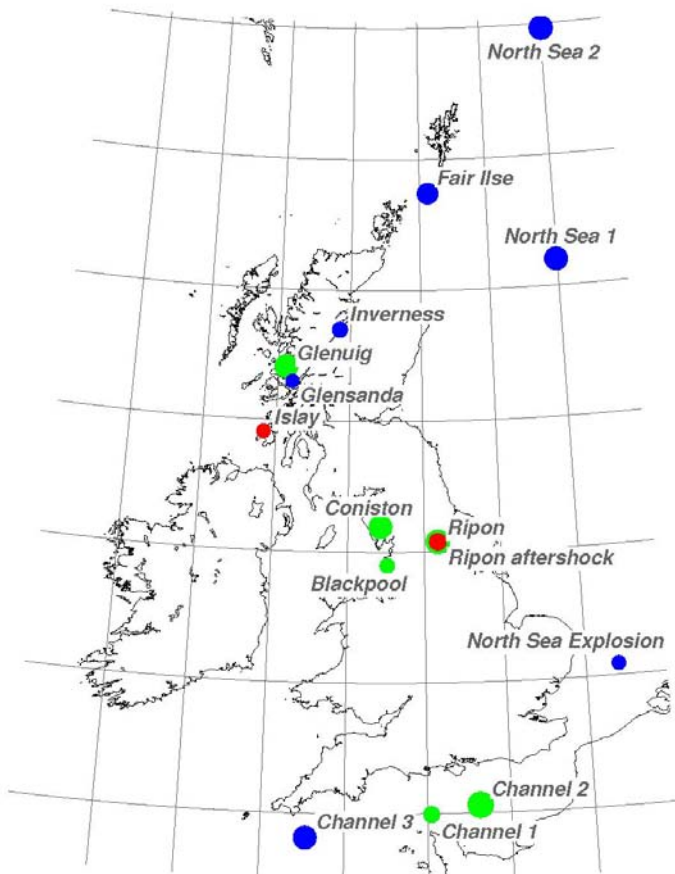 North Sea 2
Fair Ilse
North Sea 1
Inverness
Glenuig
Glensanda
Islay
Coniston
Ripon
Ripon aftershock
Blackpool
North Sea Explosion
Channel 2
Channel 3
Channel 1